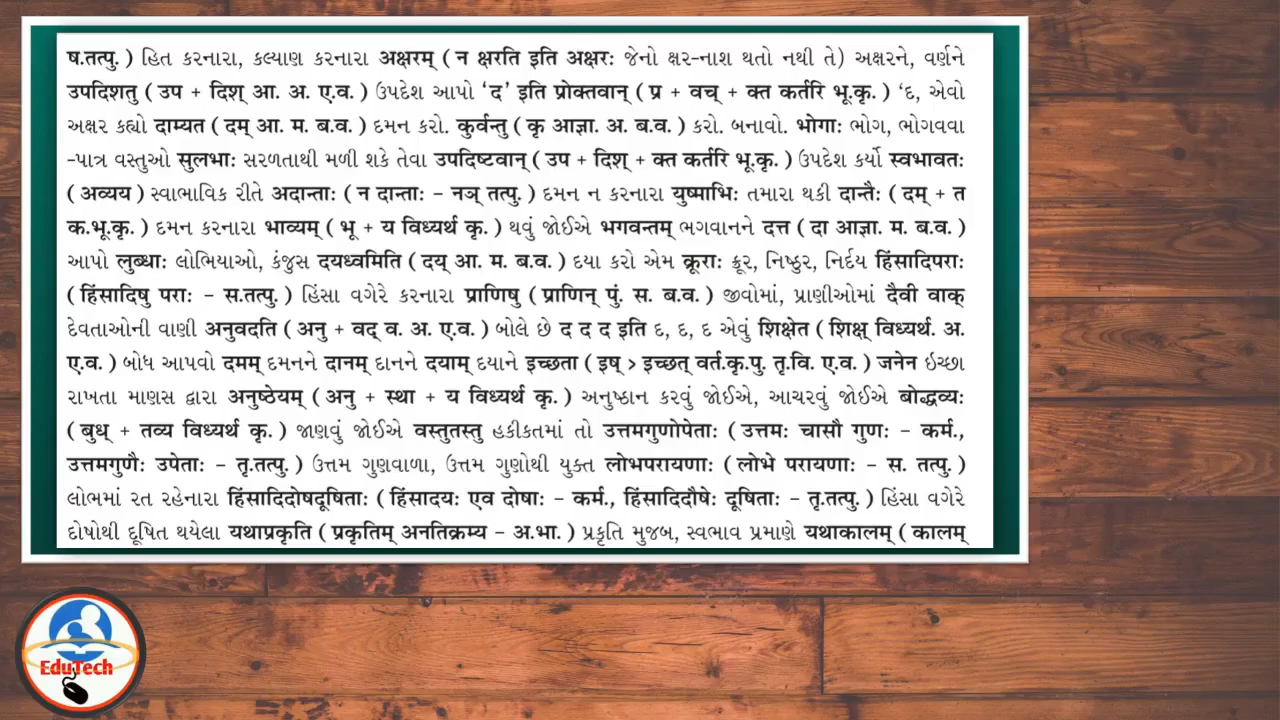 ष.तत्पु. ) હિત કરનારા, કલ્યાણ કરનારા अक्षरम् ( न क्षरति इति अक्षरः જેનો ક્ષર-નાશ થતો નથી તે) અક્ષરને, વર્ણને
उपदिशतु ( उप + दिश् आ. अ. ए.व. ) ઉપદેશ આપો ‘द’ इति प्रोक्तवान् ( प्र + वच् + क्त कर्तरि भू.कृ. ) ‘દ, એવો
અક્ષર કહ્યો दाम्यत ( दम् आ. म. ब.व. ) દમન કરો. कुर्वन्तु ( कृ आज्ञा. अ. ब.व. ) કરો. બનાવો. भोगाः ભોગ, ભોગવવા
-પાત્ર વસ્તુઓ सुलभाः સરળતાથી મળી શકે તેવા उपदिष्टवान् ( उप + दिश् + क्त कर्तरि भू.कृ. ) ઉપદેશ કર્યો स्वभावतः
( अव्यय ) સ્વાભાવિક રીતે अदान्ताः ( न दान्ताः - नञ् तत्पु. ) દમન ન કરનારા युष्माभिः તમારા થકી दान्तैः ( दम् + त
क.भू.कृ. ) દમન કરનારા भाव्यम् ( भू + य विध्यर्थ कृ. ) થવું જોઈએ भगवन्तम् ભગવાનને दत्त ( दा आज्ञा. म. ब.व. )
આપો लुब्धाः લોભિયાઓ, કંજુસ दयध्वमिति ( दय् आ. म. ब.व. ) દયા કરો એમ क्रूराः ક્રૂર, નિષ્ઠુર, નિર્દય हिंसादिपराः
( हिंसादिषु पराः - स.तत्पु. ) હિંસા વગેરે કરનારા प्राणिषु ( प्राणिन् पुं. स. ब.व. ) જીવોમાં, પ્રાણીઓમાં दैवी वाक्
દેવતાઓની વાણી अनुवदति ( अनु + वद् व. अ. ए.व. ) બોલે છે द द द इति દ, દ, દ એવું शिक्षेत ( शिक्ष् विध्यर्थ. अ.
ए.व. ) બોધ આપવો दमम् દમનને दानम् દાનને दयाम् દયાને इच्छता ( इष् > इच्छत् वर्त.कृ.पु. तृ.वि. ए.व. ) जनेन ઇચ્છા
રાખતા માણસ દ્વારા अनुष्ठेयम् ( अनु + स्था + य विध्यर्थ कृ. ) અનુષ્ઠાન કરવું જોઈએ, આચરવું જોઈએ बोद्धव्यः
( बुध् + तव्य विध्यर्थ कृ. ) જાણવું જોઈએ वस्तुतस्तु હકીકતમાં તો उत्तमगुणोपेताः ( उत्तमः चासौ गुणः - कर्म.,
उत्तमगुणैः उपेताः - तृ.तत्पु. ) ઉત્તમ ગુણવાળા, ઉત્તમ ગુણોથી યુક્ત लोभपरायणाः ( लोभे परायणाः - स. तत्पु. )
લોભમાં રત રહેનારા हिंसादिदोषदूषिताः ( हिंसादयः एव दोषाः - कर्म., हिंसादिदौषेः दूषिताः - तृ.तत्पु. ) હિંસા વગેરે
દોષોથી દૂષિત થયેલા यथाप्रकृति ( प्रकृतिम् अनतिक्रम्य - अ.भा. ) પ્રકૃતિ મુજબ, સ્વભાવ પ્રમાણે यथाकालम् ( कालम्
EduTech